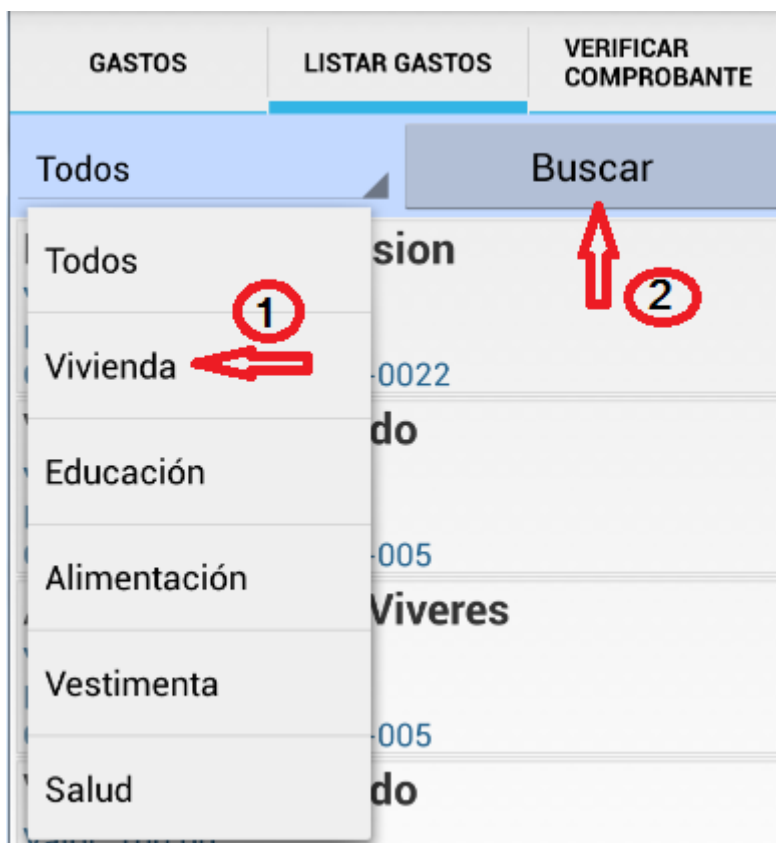 GASTOS
LISTAR GASTOS
VERIFICAR
COMPROBANTE
Todos
Buscar
Todos
sion
1
2
Vivienda
-0022
do
Educación
-005
Alimentación
Viveres
Vestimenta
-005
Salud
do